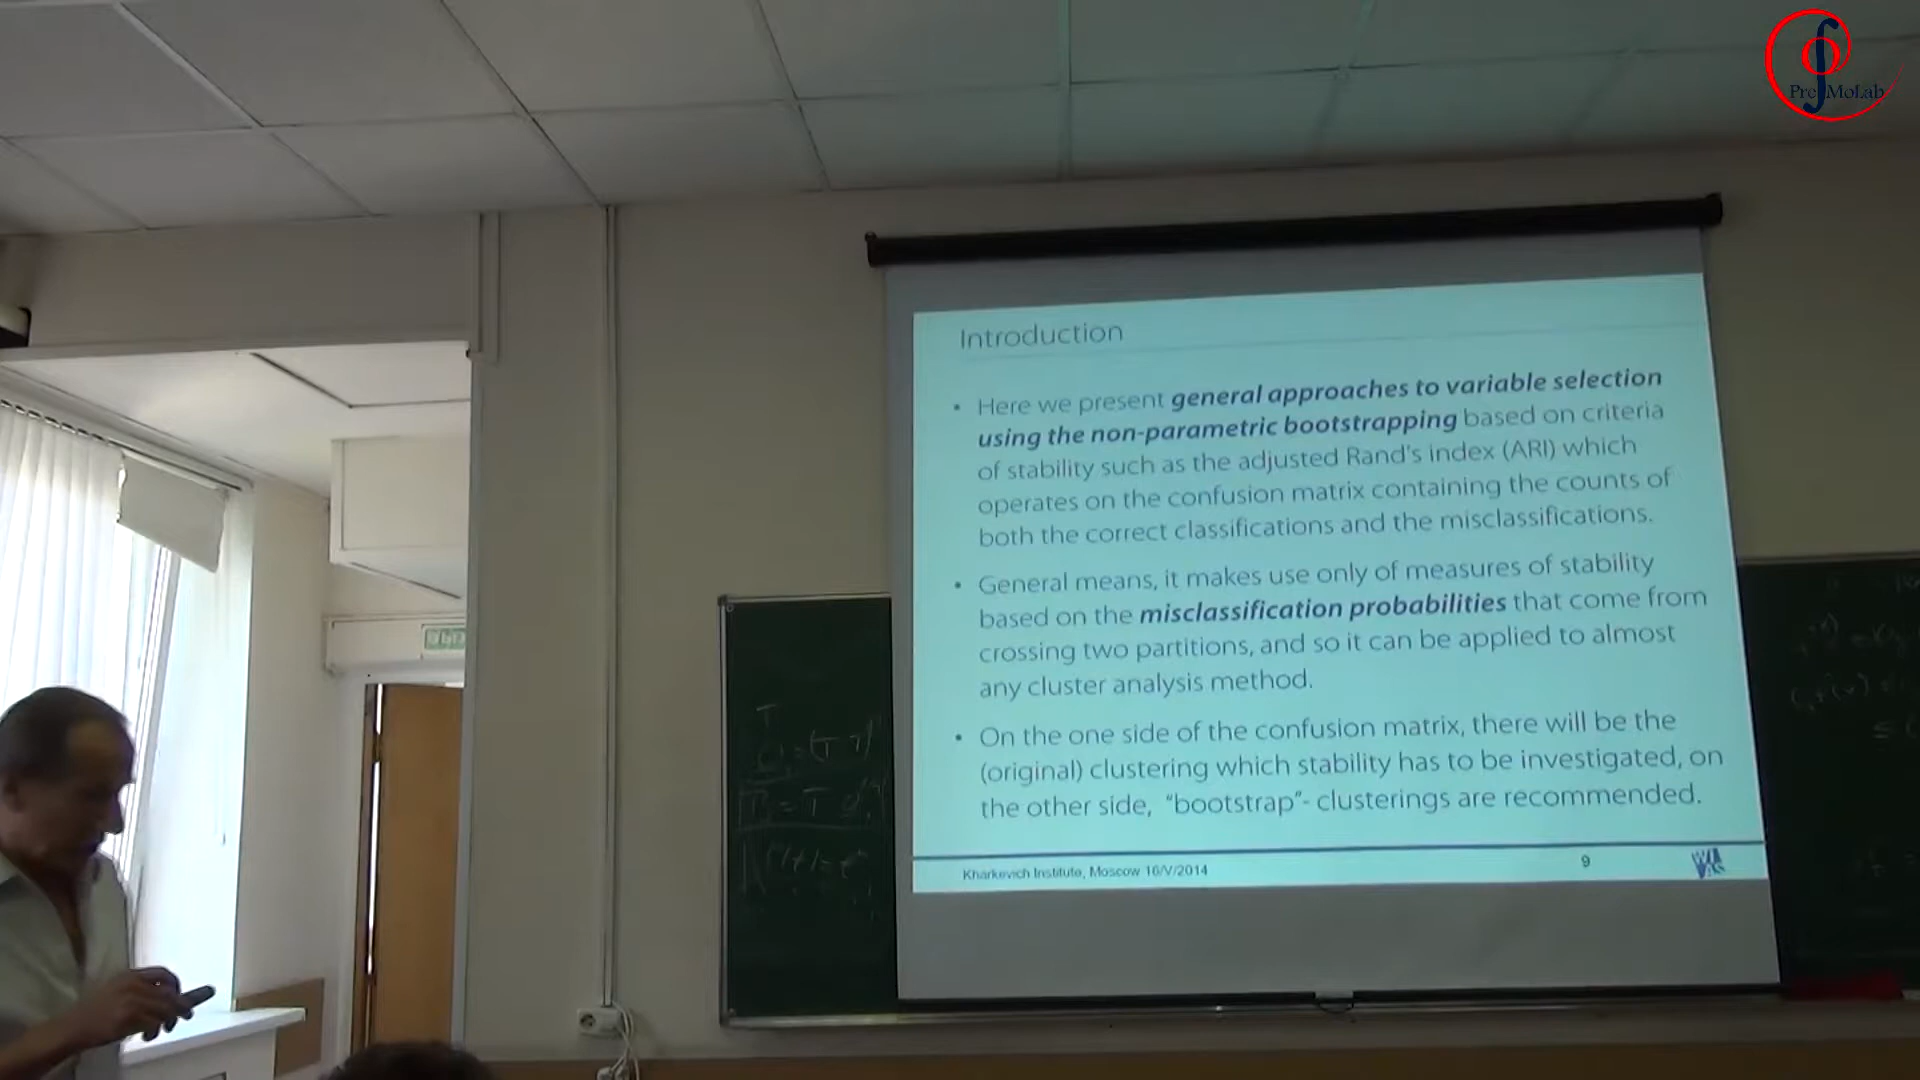 PreMoLab
Introduction
• Here we present general approaches to variable selection
using the non-parametric bootstrapping based on criteria
of stability such as the adjusted Rand's index (ARI) which
operates on the confusion matrix containing the counts of
both the correct classifications and the misclassifications.
• General means, it makes use only of measures of stability
based on the misclassification probabilities that come from
crossing two partitions, and so it can be applied to almost
any cluster analysis method.
• On the one side of the confusion matrix, there will be the
(original) clustering which stability has to be investigated, on
the other side, “bootstrap”- clusterings are recommended.
Kharkevich Institute, Moscow 16/V/2014
9